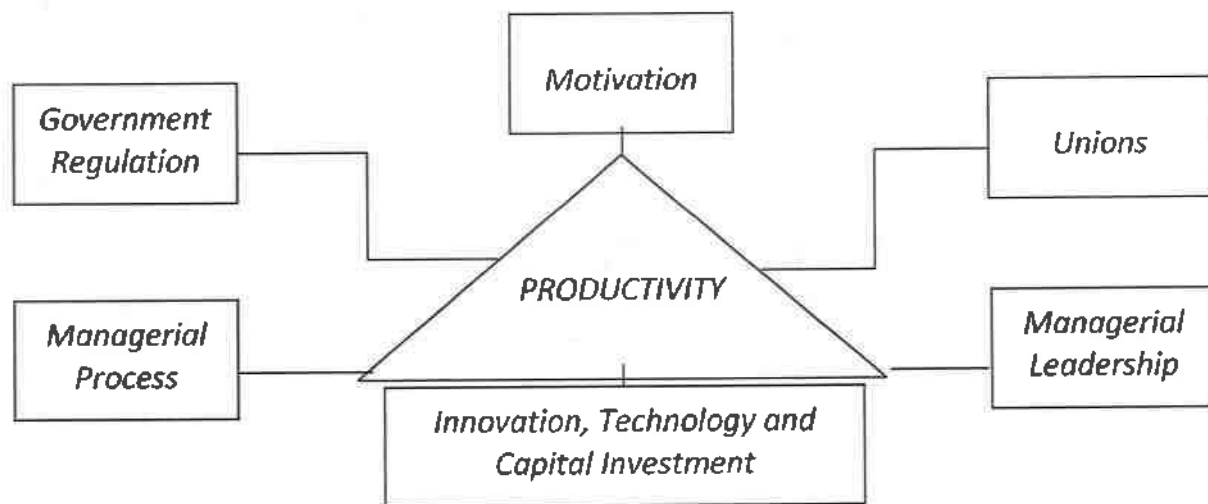 Motivation
Government
Regulation
Unions
PRODUCTIVITY
Managerial
Process
Managerial
Leadership
Innovation, Technology and
Capital Investment